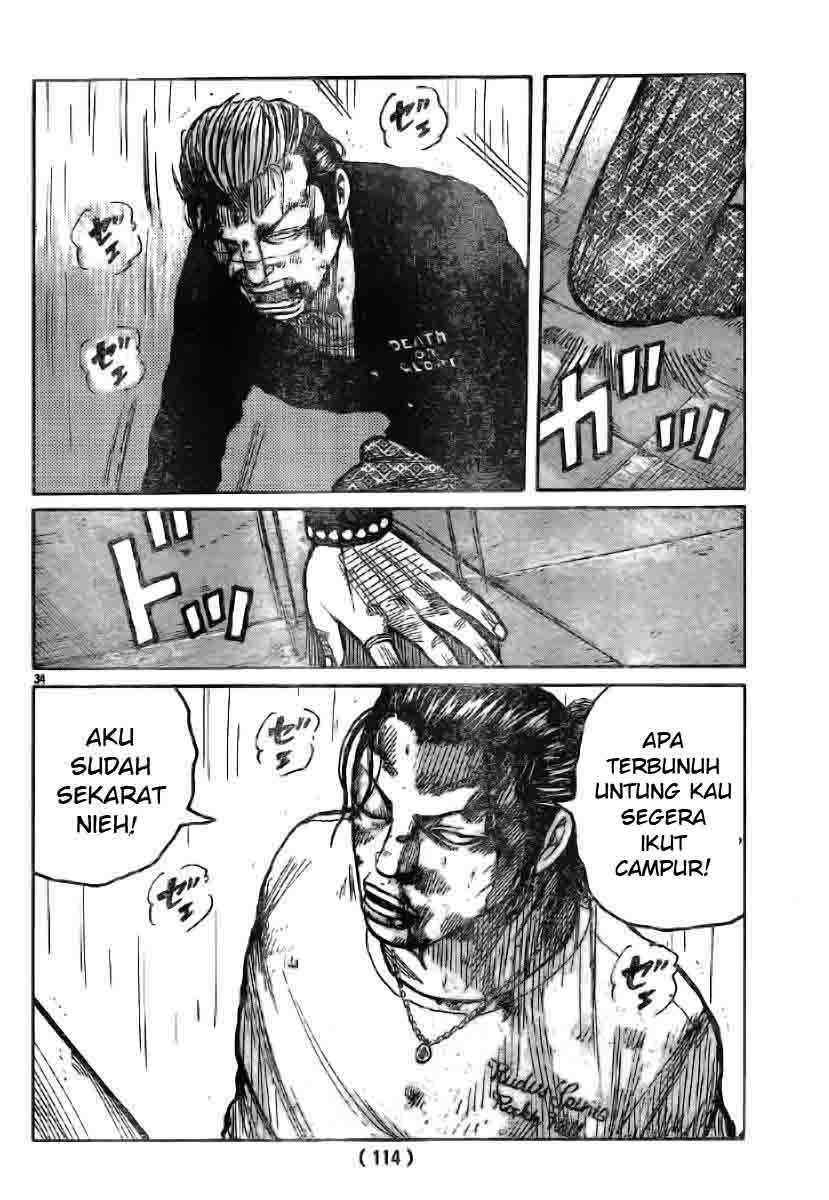 ガッ
ゼェ
ゼェ
ゼェ
DEATH
OR
GLORY
ドッ
34
APA
TERBUNUH
UNTUNG KAU
SEGERA
IKUT
CAMPUR!
ゼェ
AKU
SUDAH
SEKARAT
NIEH!
ゼェ
ゼェ
(114)